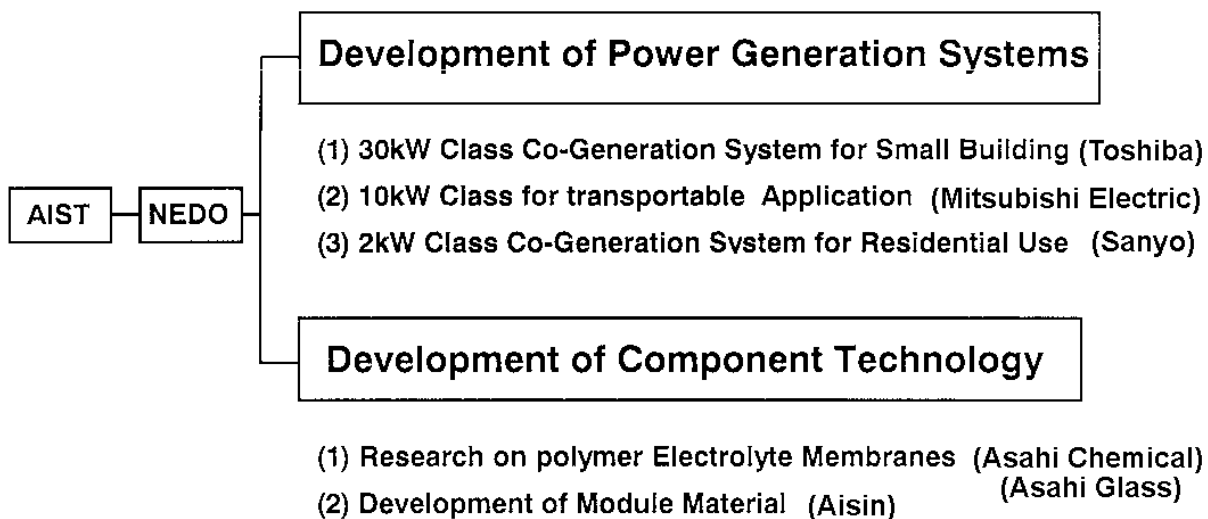 Development of Power Generation Systems
(1) 30kW Class Co-Generation System for Small Building (Toshiba)
AIST NEDO
(2) 10kW Class for transportable Application (Mitsubishi Electric)
(3) 2kW Class Co-Generation System for Residential Use (Sanyo)
Development of Component Technology
(1) Research on polymer Electrolyte Membranes (Asahi Chemical)
(Asahi Glass)
(2) Development of Module Material (Aisin)